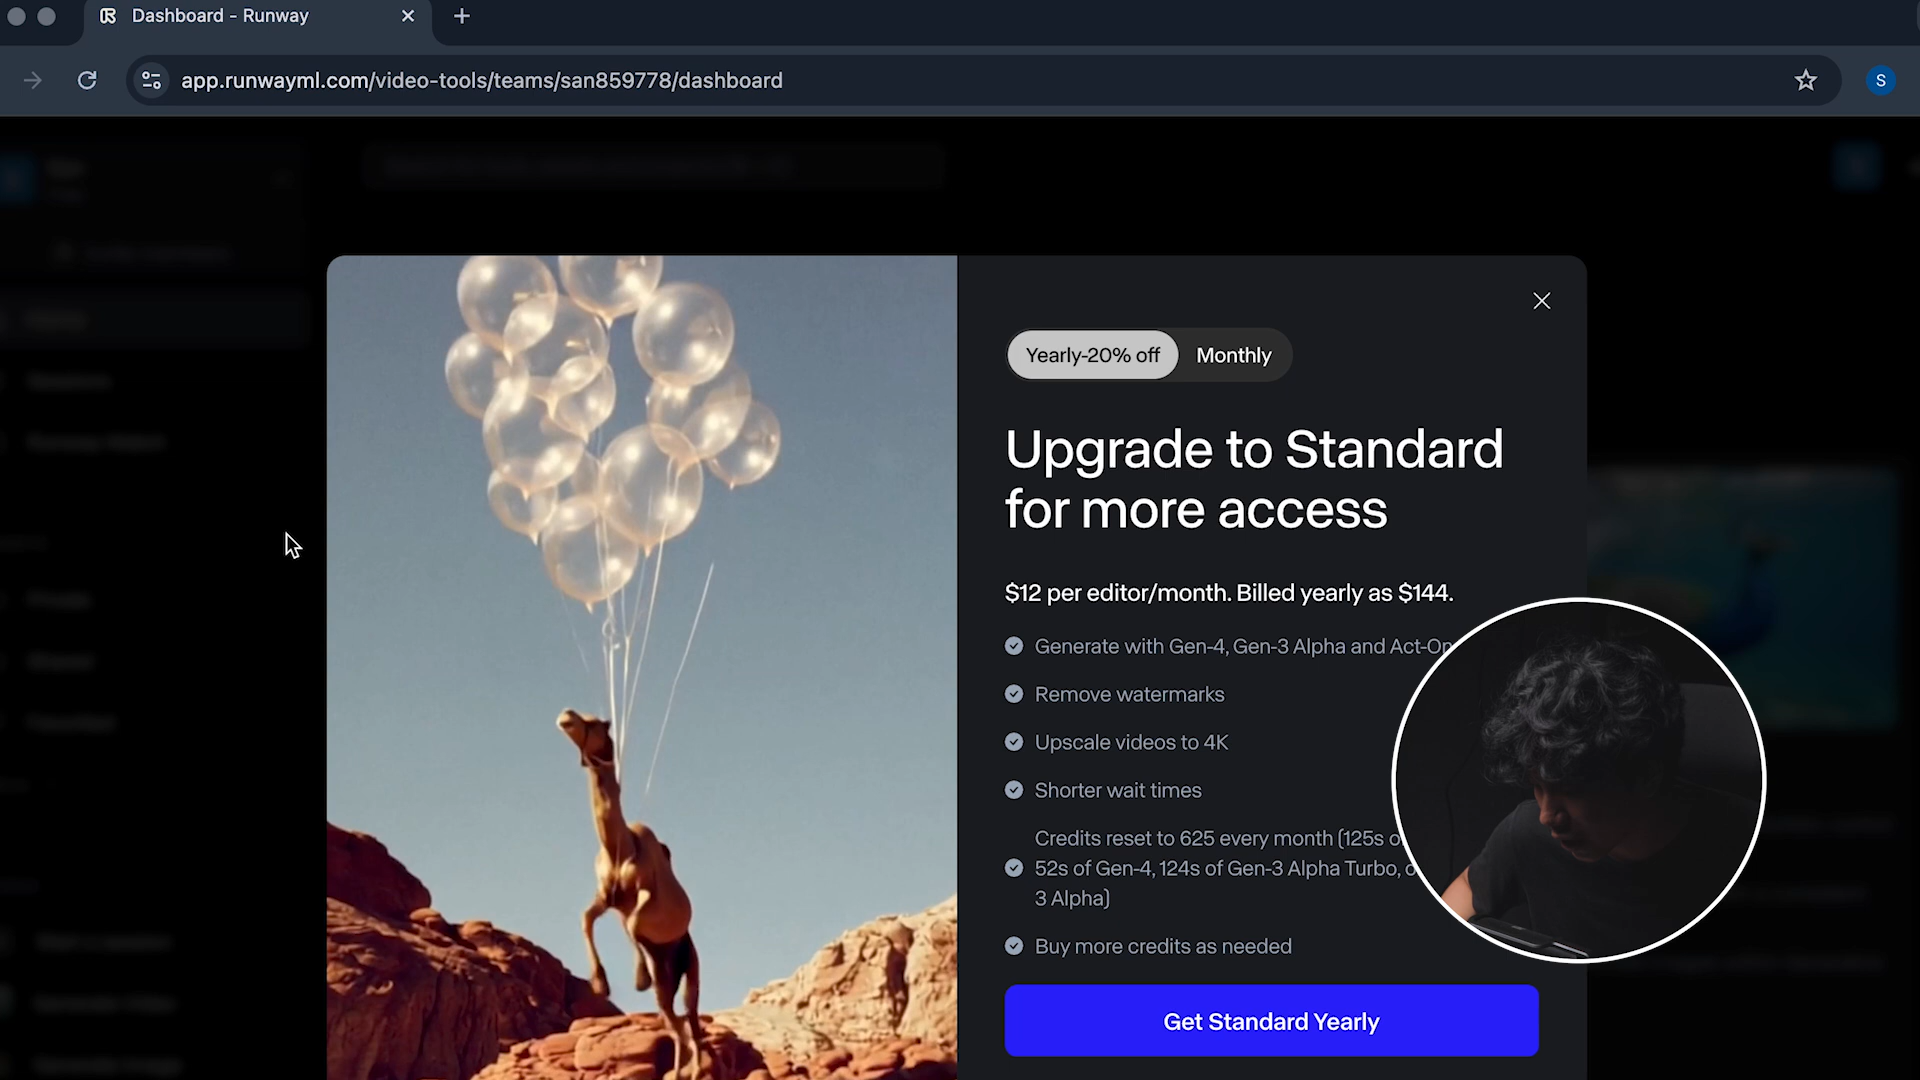 Dashboard - Runway
app.runwayml.com/video-tools/teams/san859778/dashboard
S
Yearly-20% off
Monthly
Upgrade to Standard
for more access
$12 per editor/month. Billed yearly as $144.
Generate with Gen-4, Gen-3 Alpha and
Remove watermarks
Upscale videos to 4K
Shorter wait times
Credits reset to 625 every month (125s
52s of Gen-4, 124s of Gen-3 Alpha Turbo,
3 Alpha)
Buy more credits as needed
Get Standard Yearly